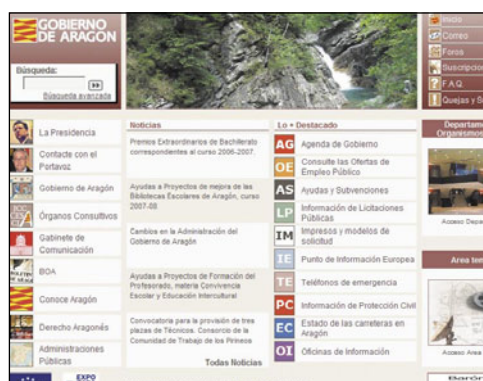 GOBIERNO
DE ARAGON
Búsqueda:
Búsqueda avanzada
Inicio
Correo
Foros
Suscripcion
F.A.Q.
Quejas y S
La Presidencia
Contacte con el
Portavoz
Gobierno de Aragón
Órganos Consultivos
Gabinete de
Comunicación
BOA
Conoce Aragón
Derecho Aragonés
Administraciones
Públicas
Noticias
Premios Extraordinarios de Bachillerato
correspondientes al curso 2006-2007.
Ayudas a Proyectos de mejora de las
Bibliotecas Escolares de Aragón, curso
2007-08
Cambios en la Administración del
Gobierno de Aragón
Ayudas a Proyectos de Formación del
Profesorado, materia Convivencia
Escolar y Educación Intercultural
Convocatoria para la provisión de tres
plazas de Técnicos. Consorcio de la
Comunidad de Trabajo de los Pirineos
Todas Noticias
Lo + Destacado
AG Agenda de Gobierno
OE Consulte las Ofertas de
Empleo Público
AS Ayudas y Subvenciones
LP Información de Licitaciones
Públicas
IM Impresos y modelos de
solicitud
IE Punto de Información Europea
TE Teléfonos de emergencia
PC Información de Protección Civil
EC Estado de las carreteras en
Aragón
OI Oficinas de Información
Departame
Organismos
Acceso Depa
Area tem
Acceso Area
Baró
EXPO